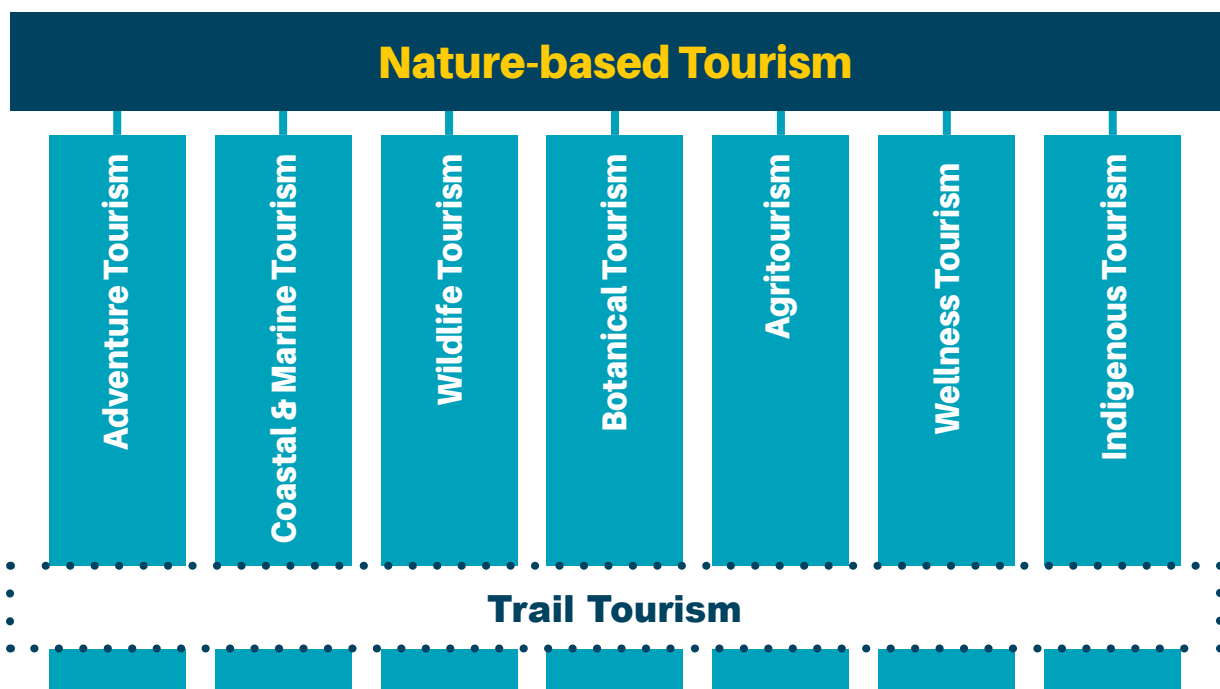 Nature-based Tourism
Adventure Tourism
Coastal & Marine Tourism
Wildlife Tourism
Botanical Tourism
Agritourism
Wellness Tourism
Indigenous Tourism
Trail Tourism